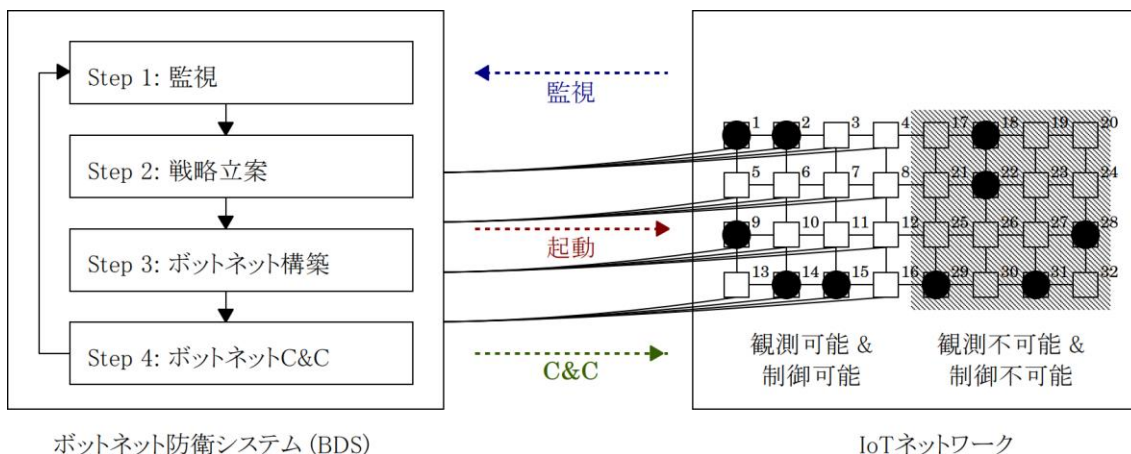 Step 1: 監視
Step 2: 戦略立案
Step 3: ボットネット構築
Step 4: ボットネットC&C
監視
起動
C&C
1 2 3 4 17 18 19 20
5 6 7 8 21 22 23 24
9 10 11 12 25 26 27 28
13 14 15 16 29 30 31 32
観測可能 &
制御可能
観測不可能 &
制御不可能
ボットネット防衛システム (BDS)
IoTネットワーク